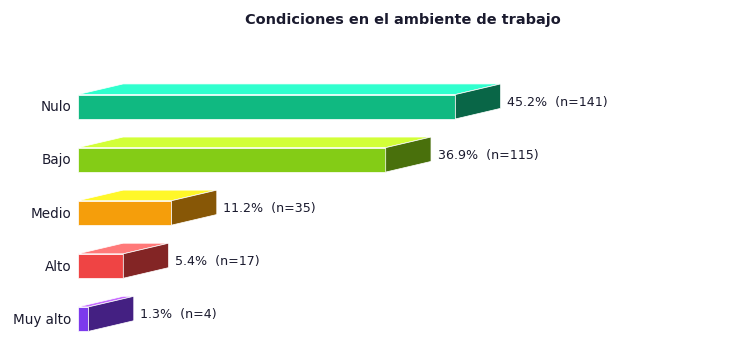 Condiciones en el ambiente de trabajo
Nulo 45.2% (n=141)
Bajo 36.9% (n=115)
Medio 11.2% (n=35)
Alto 5.4% (n=17)
Muy alto 1.3% (n=4)